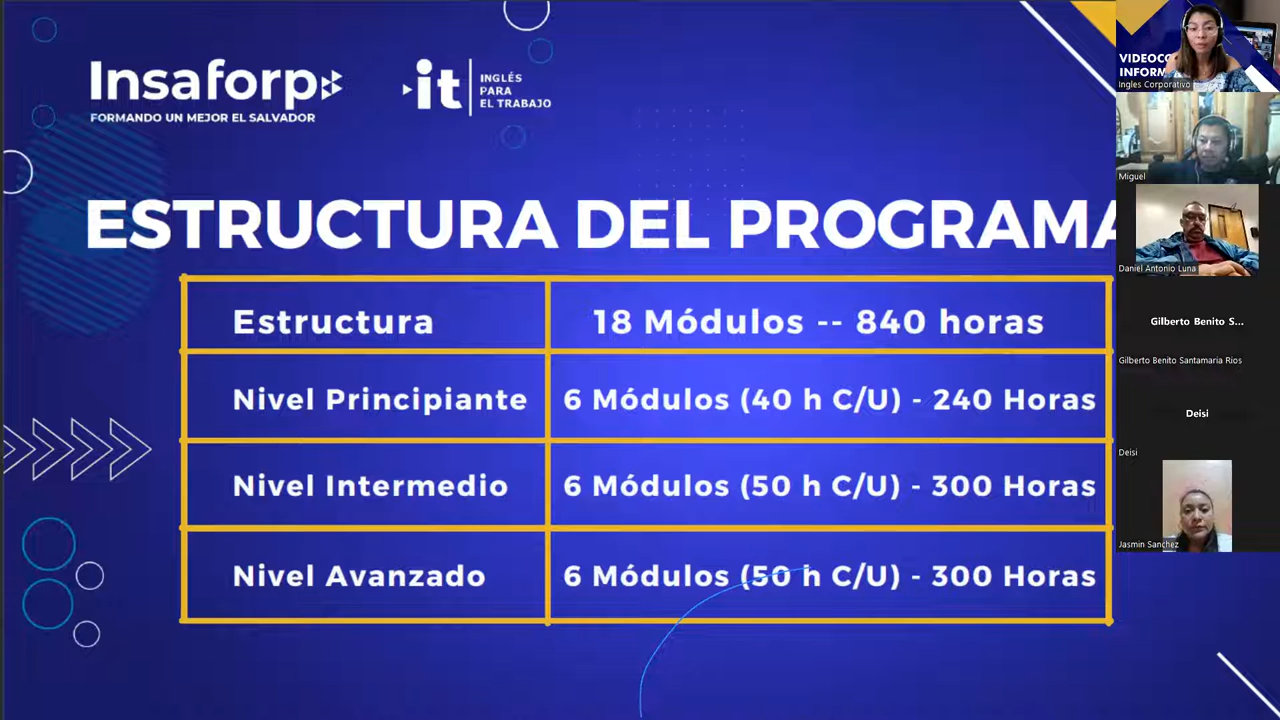 Insaforp
FORMANDO UN MEJOR EL SALVADOR
it
INGLÉS
PARA
EL TRABAJO
ESTRUCTURA DEL PROGRAMA
Estructura
18 Módulos -- 840 horas
Nivel Principiante
6 Módulos (40 h C/U) - 240 Horas
Nivel Intermedio
6 Módulos (50 h C/U) - 300 Horas
Nivel Avanzado
6 Módulos (50 h C/U) - 300 Horas
VIDEOCO
INFORM
Ingles Corporativo
Miguel
Daniel Antonio Luna
Gilberto Benito S...
Gilberto Benito Santamaria Rios
Deisi
Deisi
Jasmin Sanchez